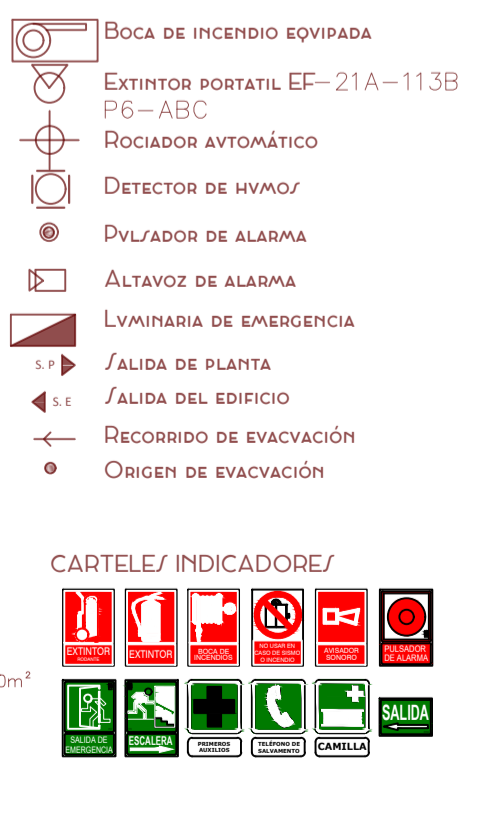 BOCA DE INCENDIO EQVIPADA
EXTINTOR PORTATIL EF-21A-113B
P6-ABC
ROCIADOR AVTOMÁTICO
DETECTOR DE HVMOS
PVLSADOR DE ALARMA
ALTAVOZ DE ALARMA
LVMINARIA DE EMERGENCIA
S. P SALIDA DE PLANTA
S. E SALIDA DEL EDIFICIO
RECORRIDO DE EVACVACIÓN
ORIGEN DE EVACVACIÓN
CARTELES INDICADORES
EXTINTOR
RODANTE
EXTINTOR
BOCA DE
INCENDIOS
NO USAR EN
CASO DE SISMO
O INCENDIO
AVISADOR
SONORO
PULSADOR
DE ALARMA
0m²
SALIDA DE
EMERGENCIA
ESCALERA
PRIMEROS
AUXILIOS
TELÉFONO DE
SALVAMENTO
CAMILLA
SALIDA